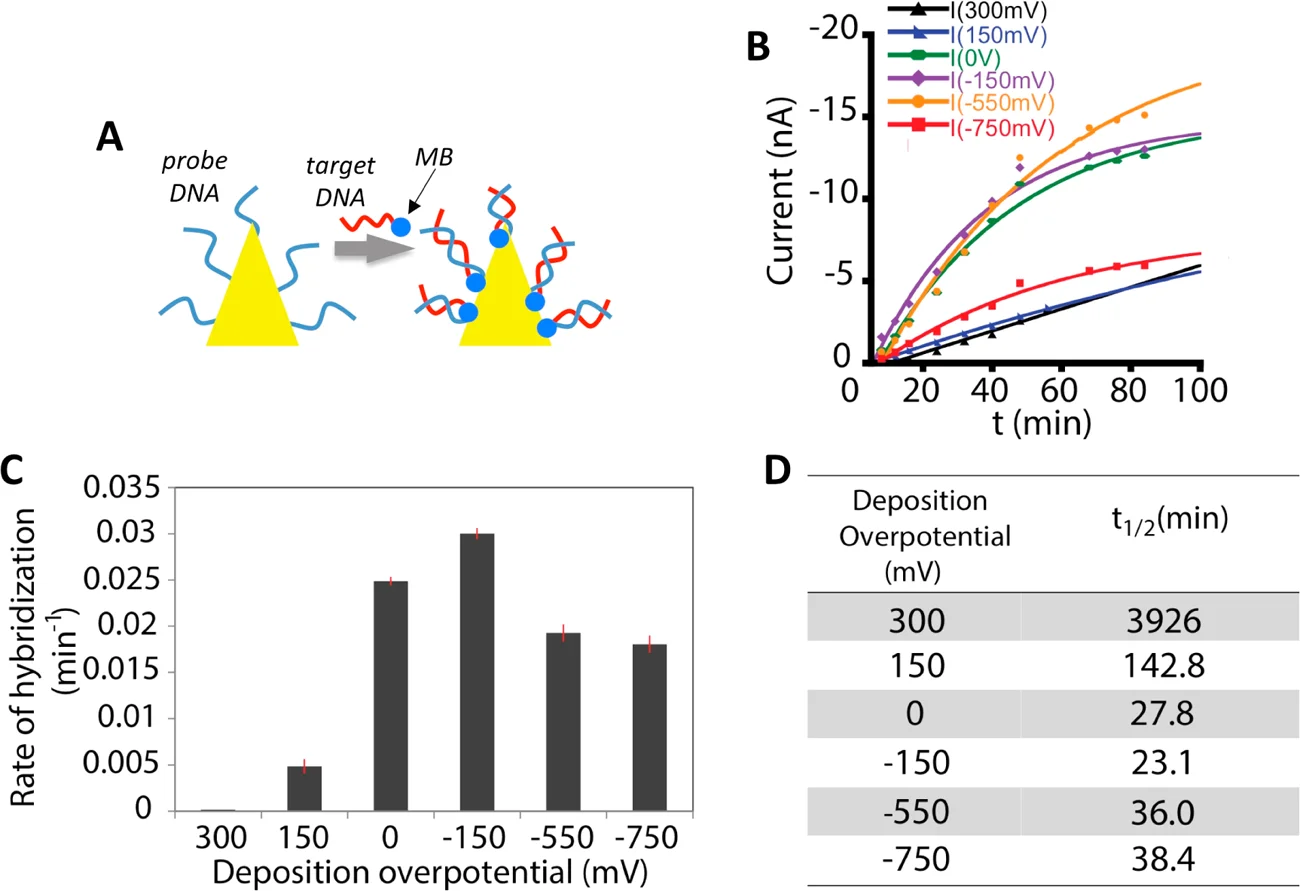 A
probe
DNA
target
DNA
MB
B
I(300mV)
I(150mV)
I(0V)
I(-150mV)
I(-550mV)
I(-750mV)
Current (nA)
-20
-15
-10
-5
0
0 20 40 60 80 100
t (min)
C
Rate of hybridization
(min-1)
0.035
0.03
0.025
0.02
0.015
0.01
0.005
0
300 150 0 -150 -550 -750
Deposition overpotential (mV)
D
Deposition
Overpotential
(mV)
t1/2(min)
300 3926
150 142.8
0 27.8
-150 23.1
-550 36.0
-750 38.4